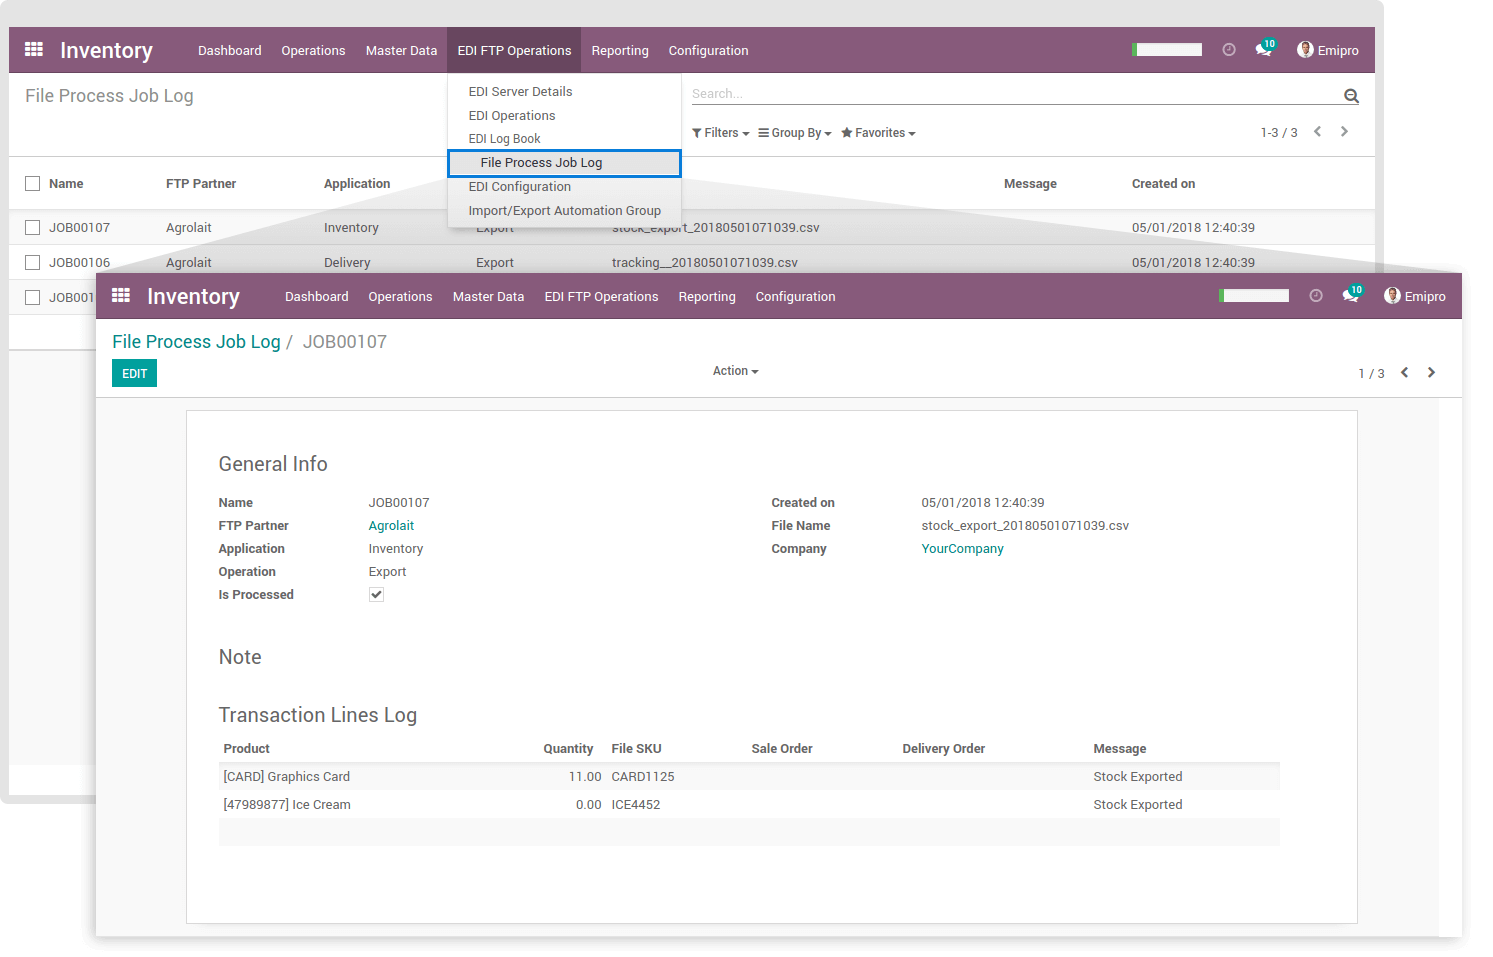 Inventory Dashboard Operations Master Data EDI FTP Operations Reporting Configuration 10 Emipro
File Process Job Log
Search...
EDI Server Details
EDI Operations
EDI Log Book
File Process Job Log
EDI Configuration
Import/Export Automation Group
Filters Group By Favorites 1-3 / 3
Name FTP Partner Application Message Created on
JOB00107 Agrolait Inventory Export stock_export_20180501071039.csv 05/01/2018 12:40:39
JOB00106 Agrolait Delivery Export tracking__20180501071039.csv 05/01/2018 12:40:39
JOB001
Inventory Dashboard Operations Master Data EDI FTP Operations Reporting Configuration 10 Emipro
File Process Job Log / JOB00107
EDIT Action 1 / 3
General Info
Name JOB00107 Created on 05/01/2018 12:40:39
FTP Partner Agrolait File Name stock_export_20180501071039.csv
Application Inventory Company YourCompany
Operation Export
Is Processed
Note
Transaction Lines Log
Product Quantity File SKU Sale Order Delivery Order Message
[CARD] Graphics Card 11.00 CARD1125 Stock Exported
[47989877] Ice Cream 0.00 ICE4452 Stock Exported